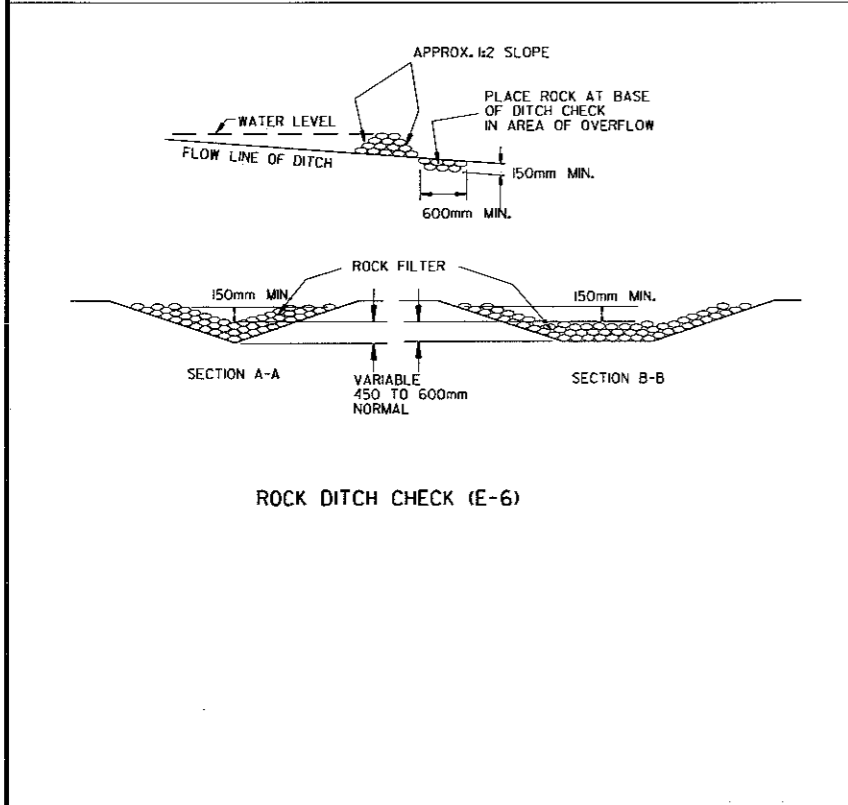 APPROX. 1:2 SLOPE
PLACE ROCK AT BASE
OF DITCH CHECK
IN AREA OF OVERFLOW
WATER LEVEL
FLOW LINE OF DITCH
150mm MIN.
600mm MIN.
ROCK FILTER
150mm MIN.
150mm MIN.
SECTION A-A
VARIABLE
450 TO 600mm
NORMAL
SECTION B-B
ROCK DITCH CHECK (E-6)